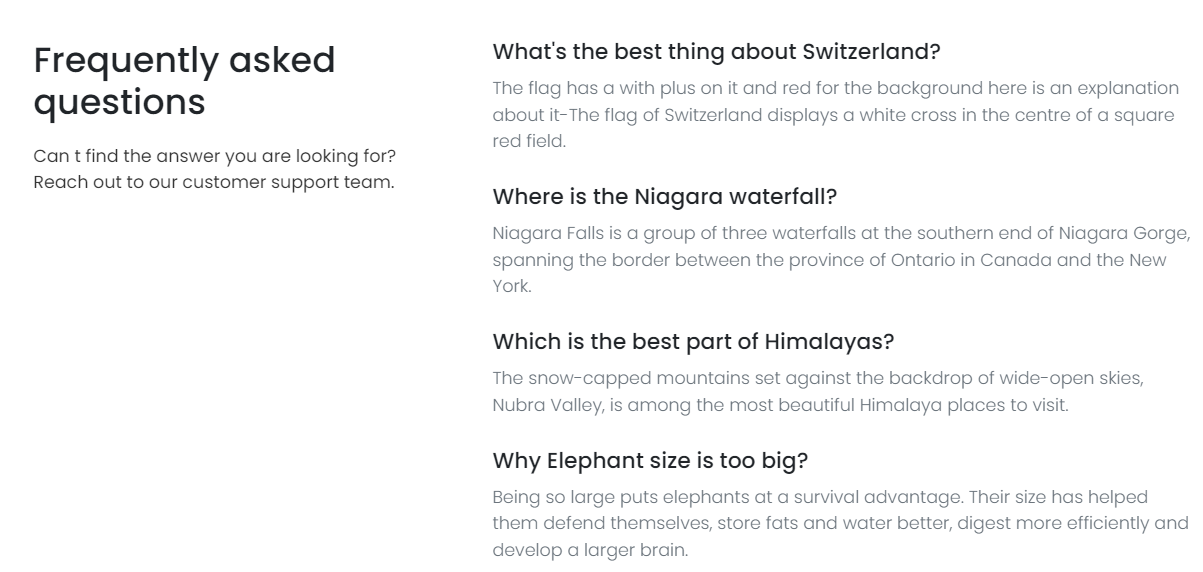 Frequently asked
questions
Can t find the answer you are looking for?
Reach out to our customer support team.
What's the best thing about Switzerland?
The flag has a with plus on it and red for the background here is an explanation
about it-The flag of Switzerland displays a white cross in the centre of a square
red field.
Where is the Niagara waterfall?
Niagara Falls is a group of three waterfalls at the southern end of Niagara Gorge,
spanning the border between the province of Ontario in Canada and the New
York.
Which is the best part of Himalayas?
The snow-capped mountains set against the backdrop of wide-open skies,
Nubra Valley, is among the most beautiful Himalaya places to visit.
Why Elephant size is too big?
Being so large puts elephants at a survival advantage. Their size has helped
them defend themselves, store fats and water better, digest more efficiently and
develop a larger brain.